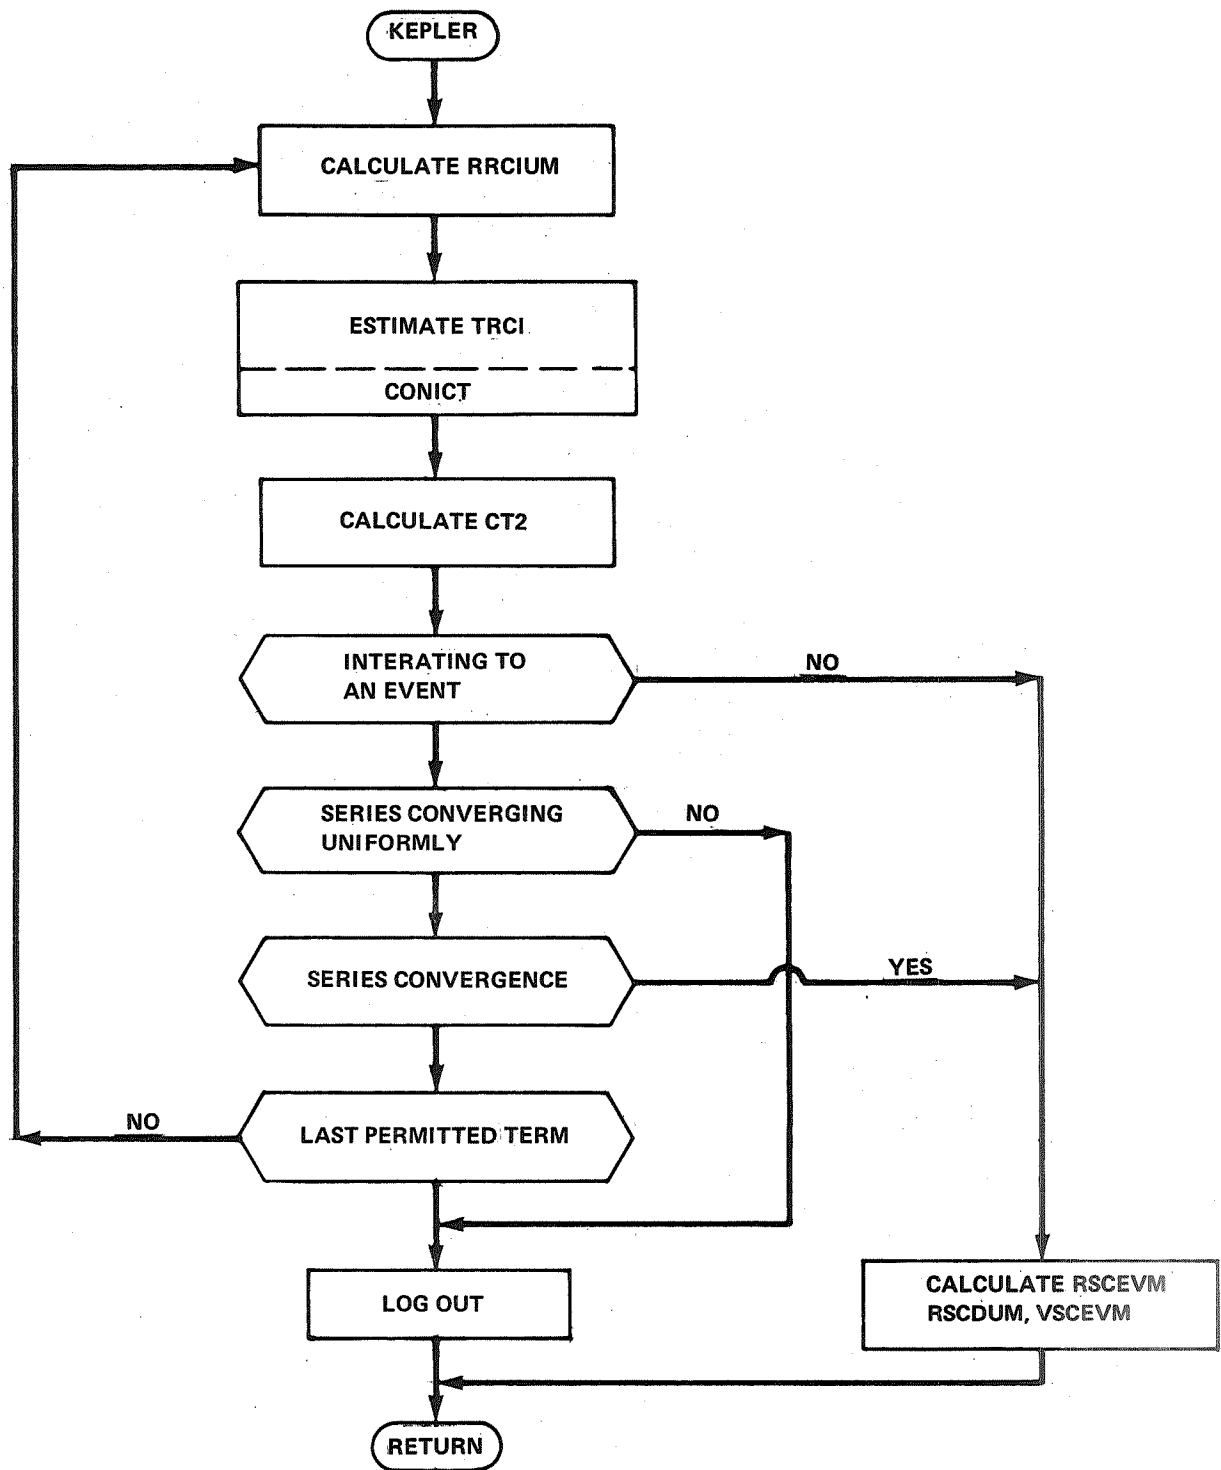 KEPLER
CALCULATE RRCIUM
ESTIMATE TRCI
CONICT
CALCULATE CT2
INTERATING TO
AN EVENT
NO
SERIES CONVERGING
UNIFORMLY
NO
SERIES CONVERGENCE
YES
LAST PERMITTED TERM
NO
LOG OUT
CALCULATE RSCEVM
RSCDUM, VSCEVM
RETURN